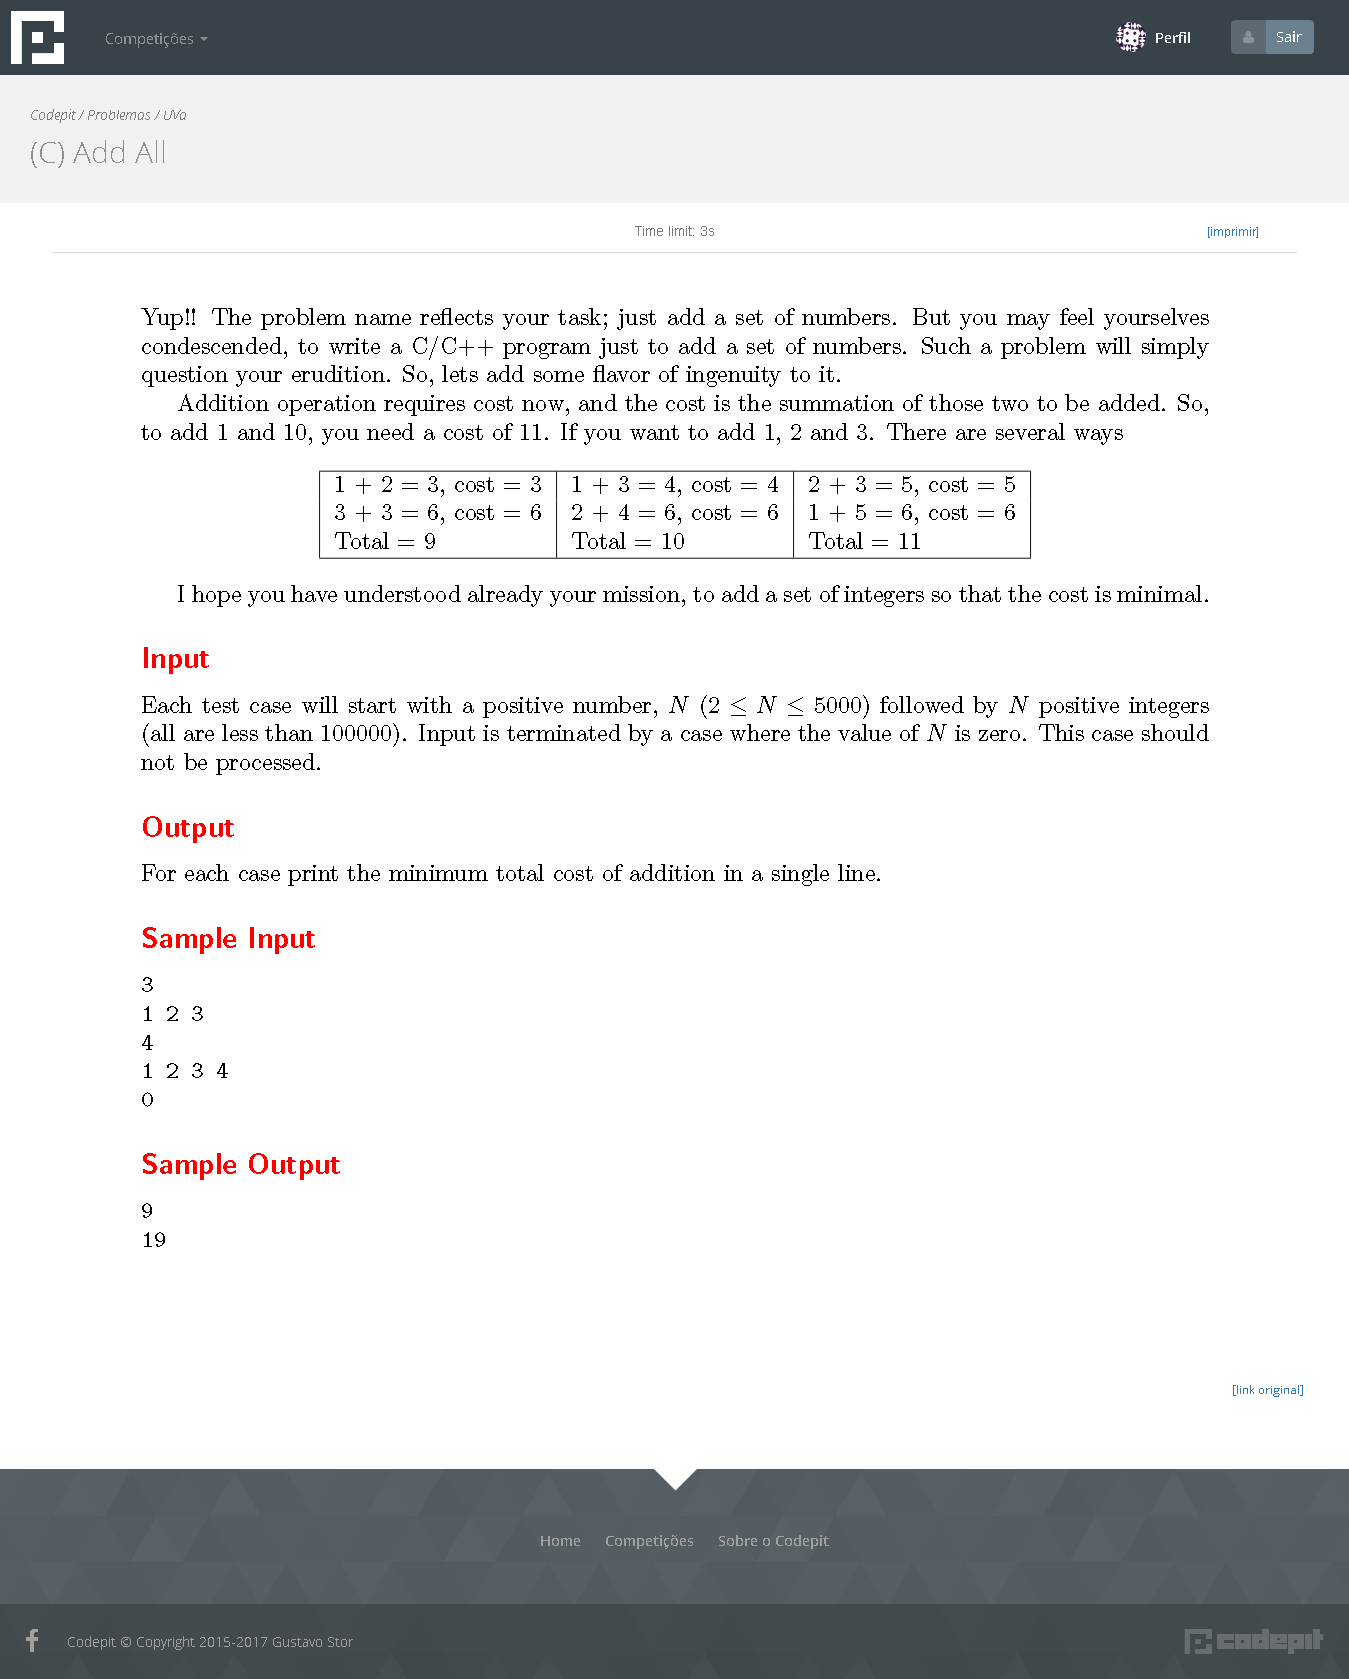 Competições
Perfil
Sair
Codepit / Problemas / UVa
(C) Add All
Time limit: 3s
[imprimir]
Yup!! The problem name reflects your task; just add a set of numbers. But you may feel yourselves
condescended, to write a C/C++ program just to add a set of numbers. Such a problem will simply
question your erudition. So, lets add some flavor of ingenuity to it.
Addition operation requires cost now, and the cost is the summation of those two to be added. So,
to add 1 and 10, you need a cost of 11. If you want to add 1, 2 and 3. There are several ways
1 + 2 = 3, cost = 3 1 + 3 = 4, cost = 4 2 + 3 = 5, cost = 5
3 + 3 = 6, cost = 6 2 + 4 = 6, cost = 6 1 + 5 = 6, cost = 6
Total = 9 Total = 10 Total = 11
I hope you have understood already your mission, to add a set of integers so that the cost is minimal.
Input
Each test case will start with a positive number, N (2 ≤ N ≤ 5000) followed by N positive integers
(all are less than 100000). Input is terminated by a case where the value of N is zero. This case should
not be processed.
Output
For each case print the minimum total cost of addition in a single line.
Sample Input
3
1 2 3
4
1 2 3 4
0
Sample Output
9
19
[link original]
Home Competições Sobre o Codepit
Codepit © Copyright 2015-2017 Gustavo Stor
codepit